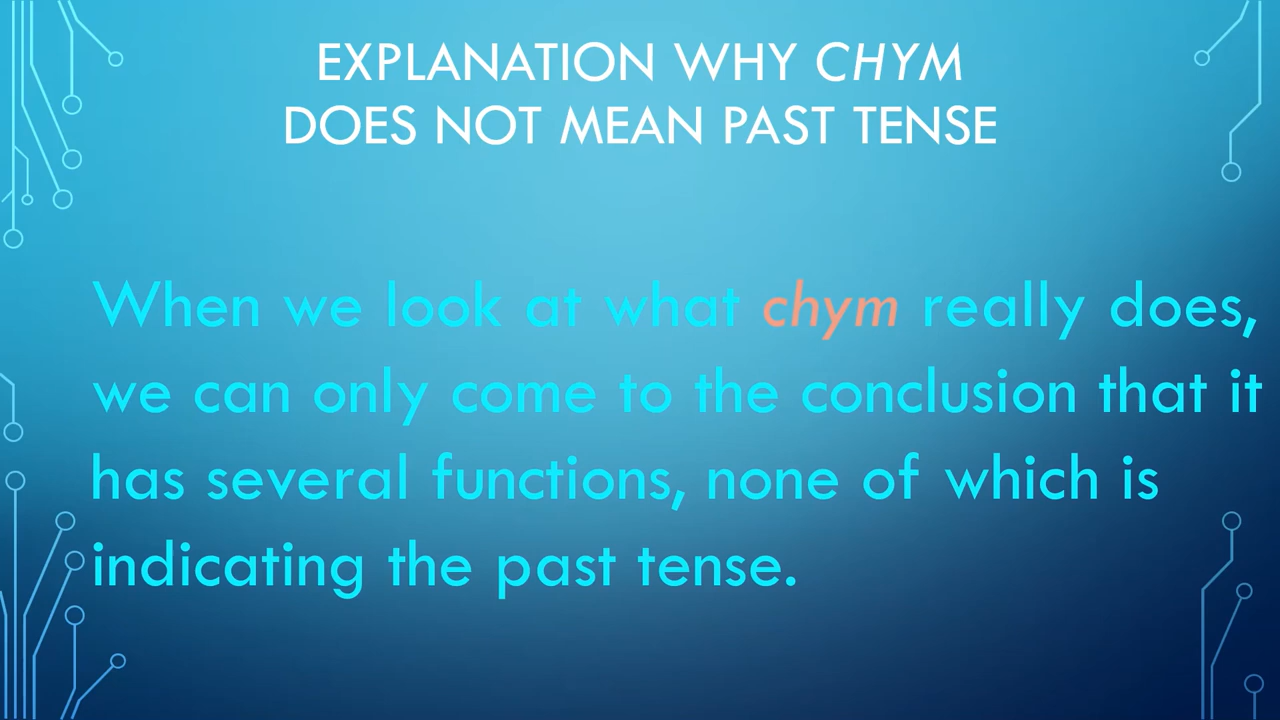 EXPLANATION WHY CHYM
DOES NOT MEAN PAST TENSE
When we look at what chym really does,
we can only come to the conclusion that it
has several functions, none of which is
indicating the past tense.